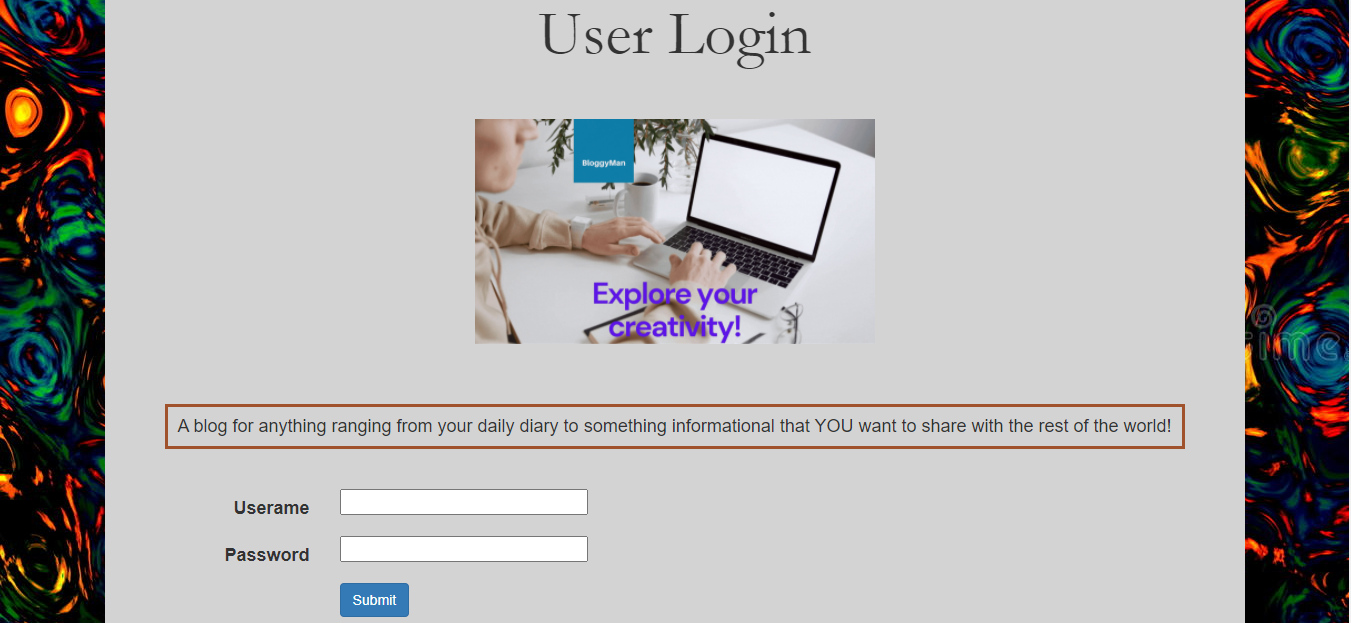 User Login
BloggyMan
Explore your
creativity!
A blog for anything ranging from your daily diary to something informational that YOU want to share with the rest of the world!
Userame
Password
Submit